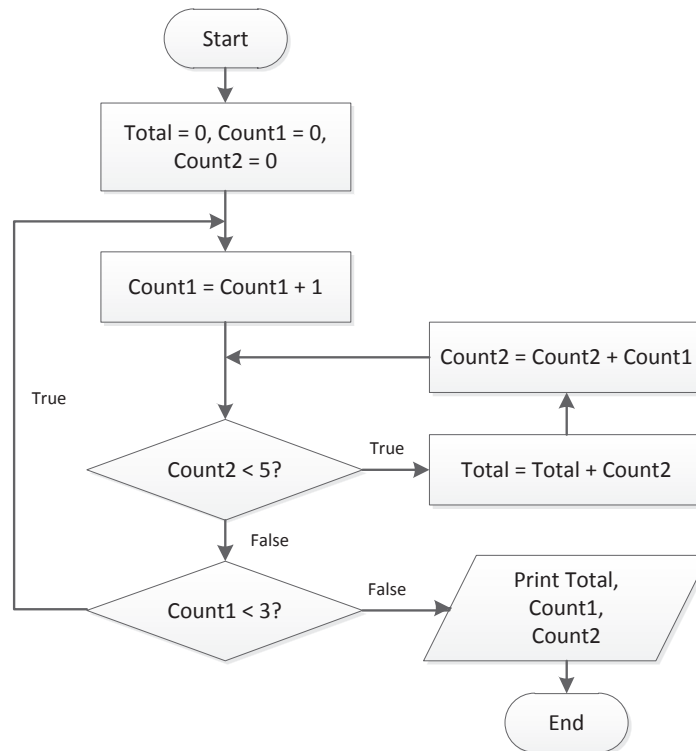 Start
Total = 0, Count1 = 0,
Count2 = 0
Count1 = Count1 + 1
Count2 = Count2 + Count1
True
True
Count2 < 5?
Total = Total + Count2
False
Count1 < 3?
False
Print Total,
Count1,
Count2
End